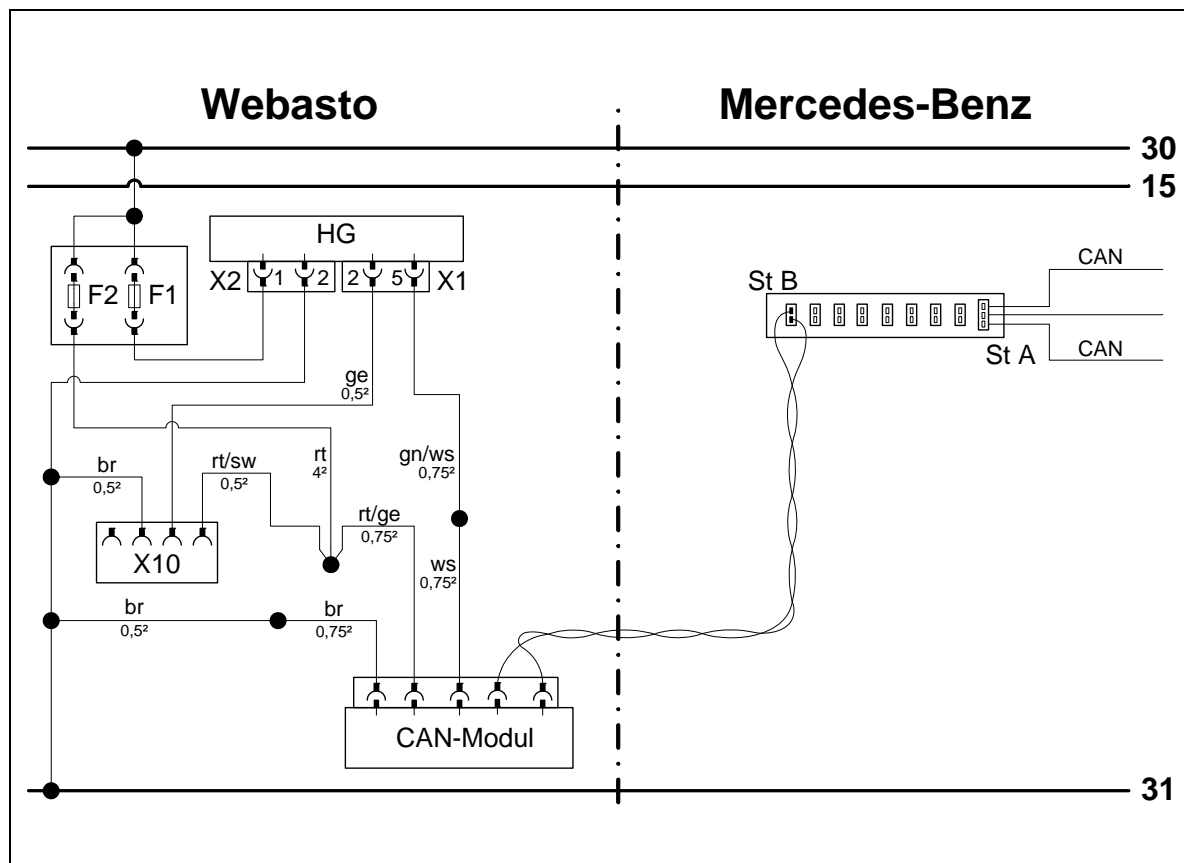 Webasto
Mercedes-Benz
30
15
HG
CAN
X2
1
2
2
5
X1
St B
F2
F1
St A
CAN
ge
0,5²
br
0,5²
rt/sw
0,5²
rt
4²
gn/ws
0,75²
rt/ge
0,75²
X10
ws
0,75²
br
0,5²
br
0,75²
CAN-Modul
31